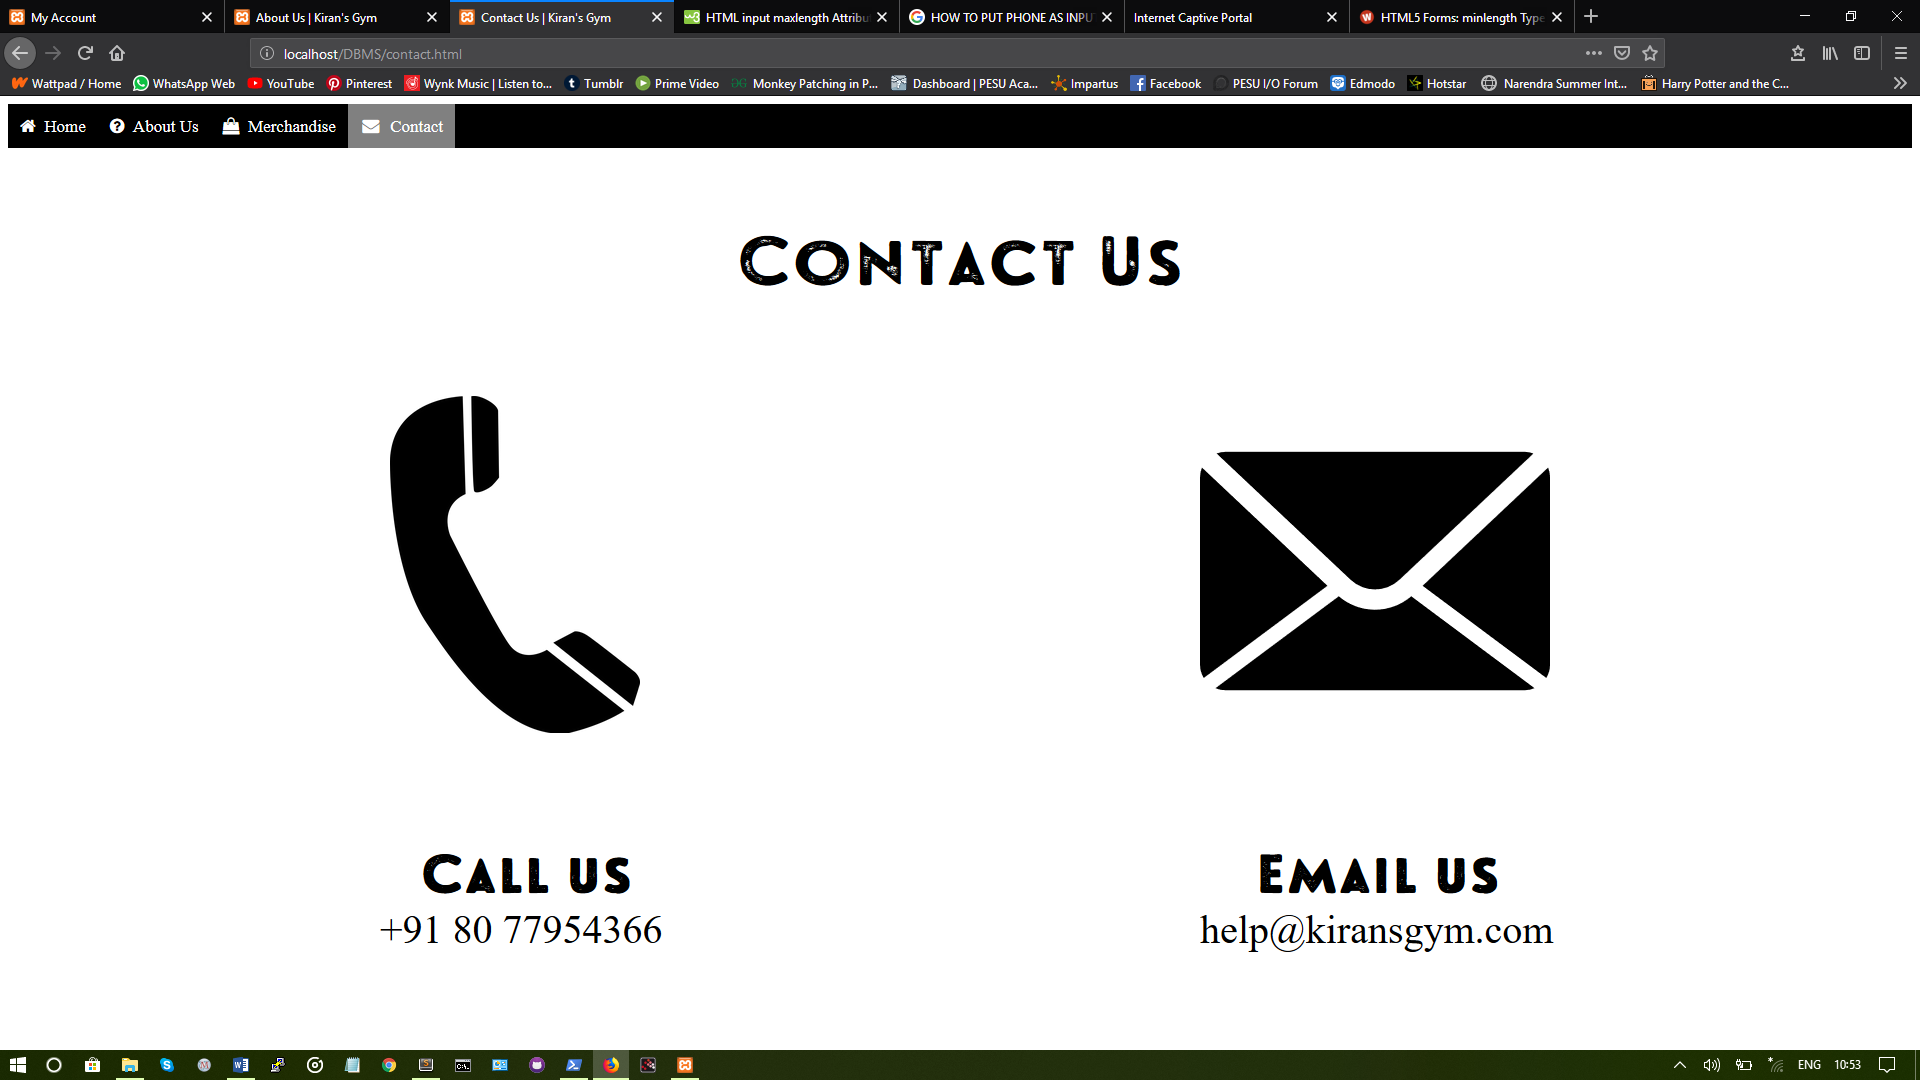 My Account
About Us | Kiran's Gym
Contact Us | Kiran's Gym
HTML input maxlength Attribu
HOW TO PUT PHONE AS INPU
Internet Captive Portal
HTML5 Forms: minlength Type
localhost/DBMS/contact.html
Wattpad / Home WhatsApp Web YouTube Pinterest Wynk Music | Listen to... Tumblr Prime Video Monkey Patching in P... Dashboard | PESU Aca... Impartus Facebook PESU I/O Forum Edmodo Hotstar Narendra Summer Int... Harry Potter and the C...
Home About Us Merchandise Contact
Contact Us
Call us
+91 80 77954366
Email us
help@kiransgym.com
ENG 10:53